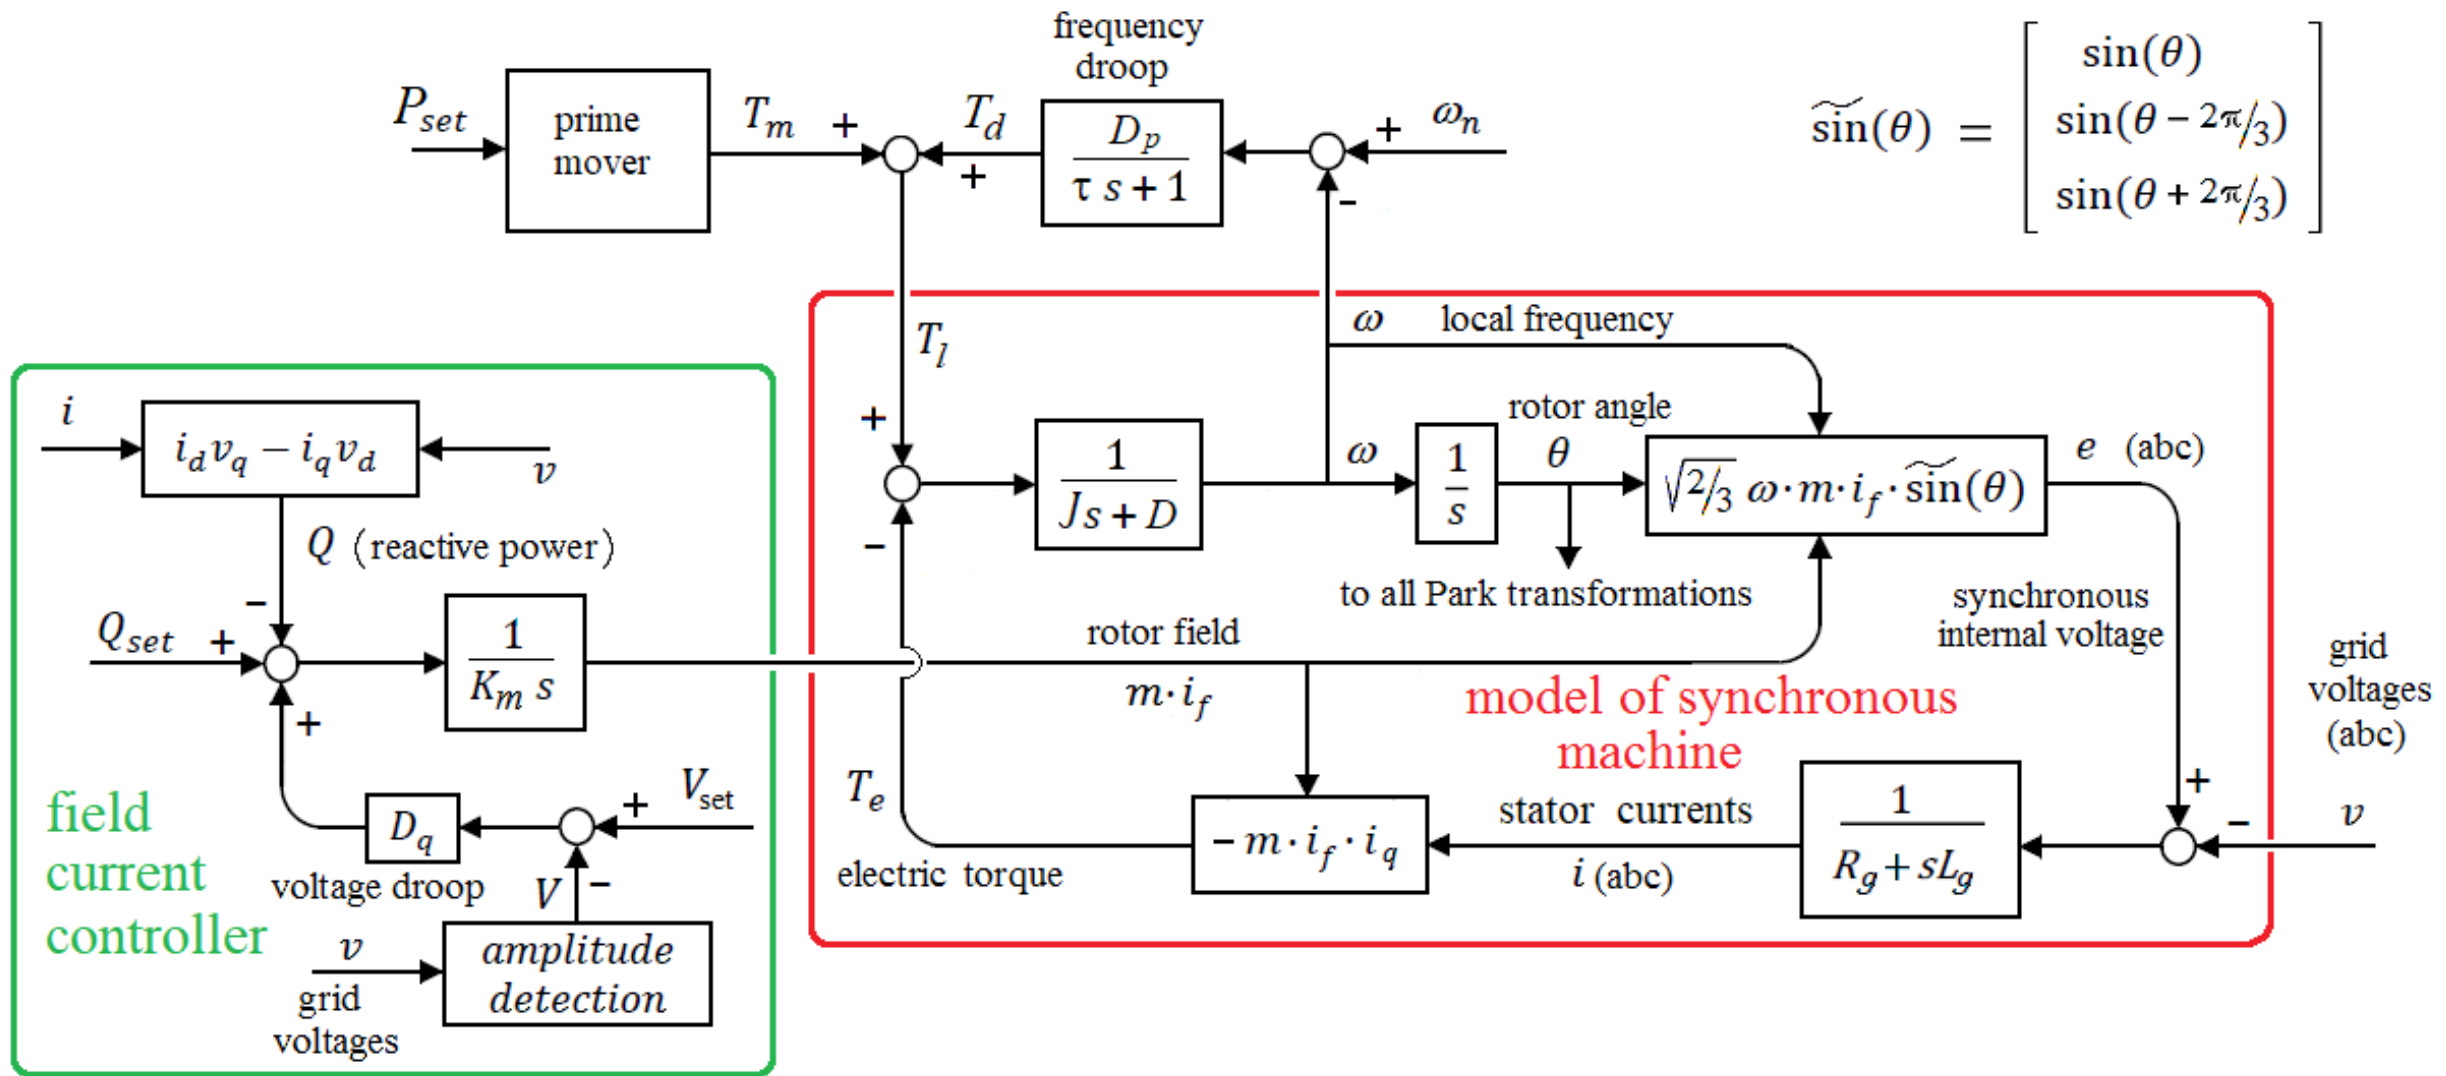 frequency
droop
P_set
prime
mover
T_m
+
T_d
+
D_p
τ s + 1
+
ω_n
-
s͠in(θ) = [ sin(θ)
sin(θ − 2π/3)
sin(θ + 2π/3) ]
T_l
ω local frequency
i
i_d v_q − i_q v_d
v
Q (reactive power)
−
Q_set
+
1
K_m s
+
D_q
voltage droop
+
V_set
V
−
v
grid
voltages
amplitude
detection
field
current
controller
+
−
1
Js + D
ω
1
s
rotor angle
θ
to all Park transformations
√2/3 ω·m·i_f·s͠in(θ)
e (abc)
synchronous
internal voltage
rotor field
m·i_f
model of synchronous
machine
T_e
electric torque
−m·i_f·i_q
stator currents
i (abc)
1
R_g + sL_g
+
−
v
grid
voltages
(abc)